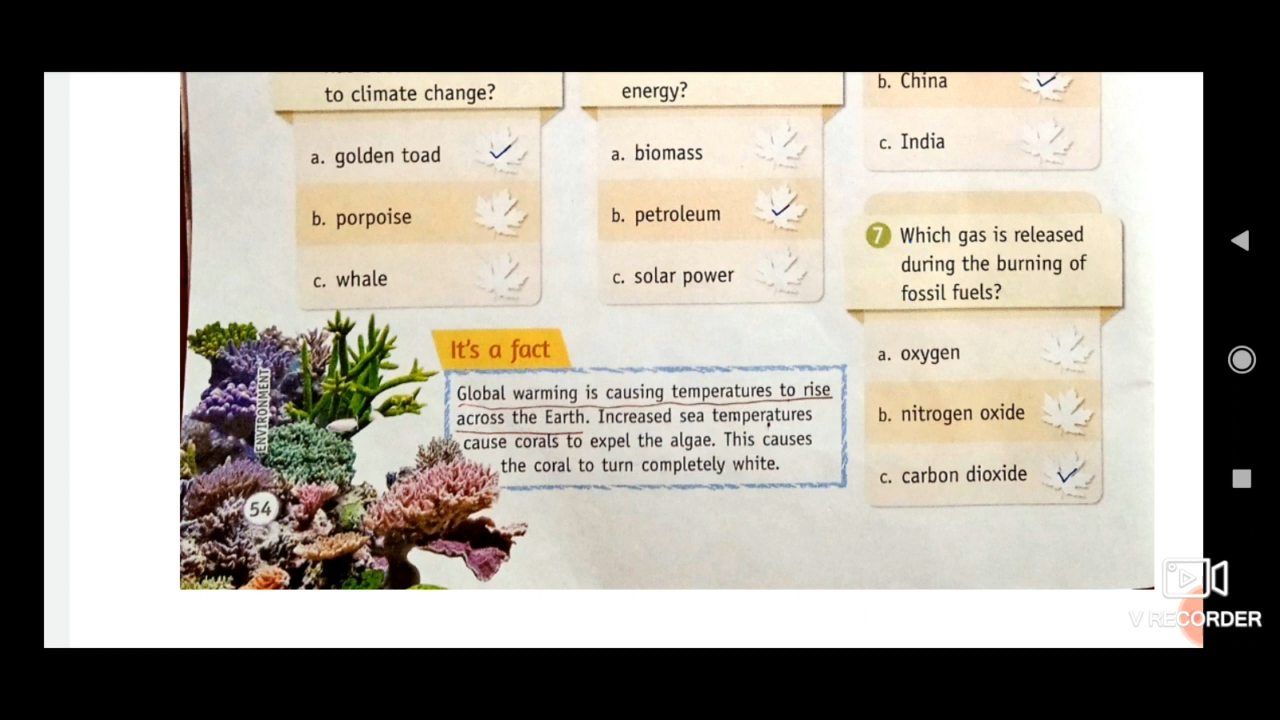 to climate change?
a. golden toad
b. porpoise
c. whale
energy?
a. biomass
b. petroleum
c. solar power
b. China
c. India
7 Which gas is released
during the burning of
fossil fuels?
a. oxygen
b. nitrogen oxide
c. carbon dioxide
It's a fact
Global warming is causing temperatures to rise
across the Earth. Increased sea temperatures
cause corals to expel the algae. This causes
the coral to turn completely white.
ENVIRONMENT
54
V RECORDER